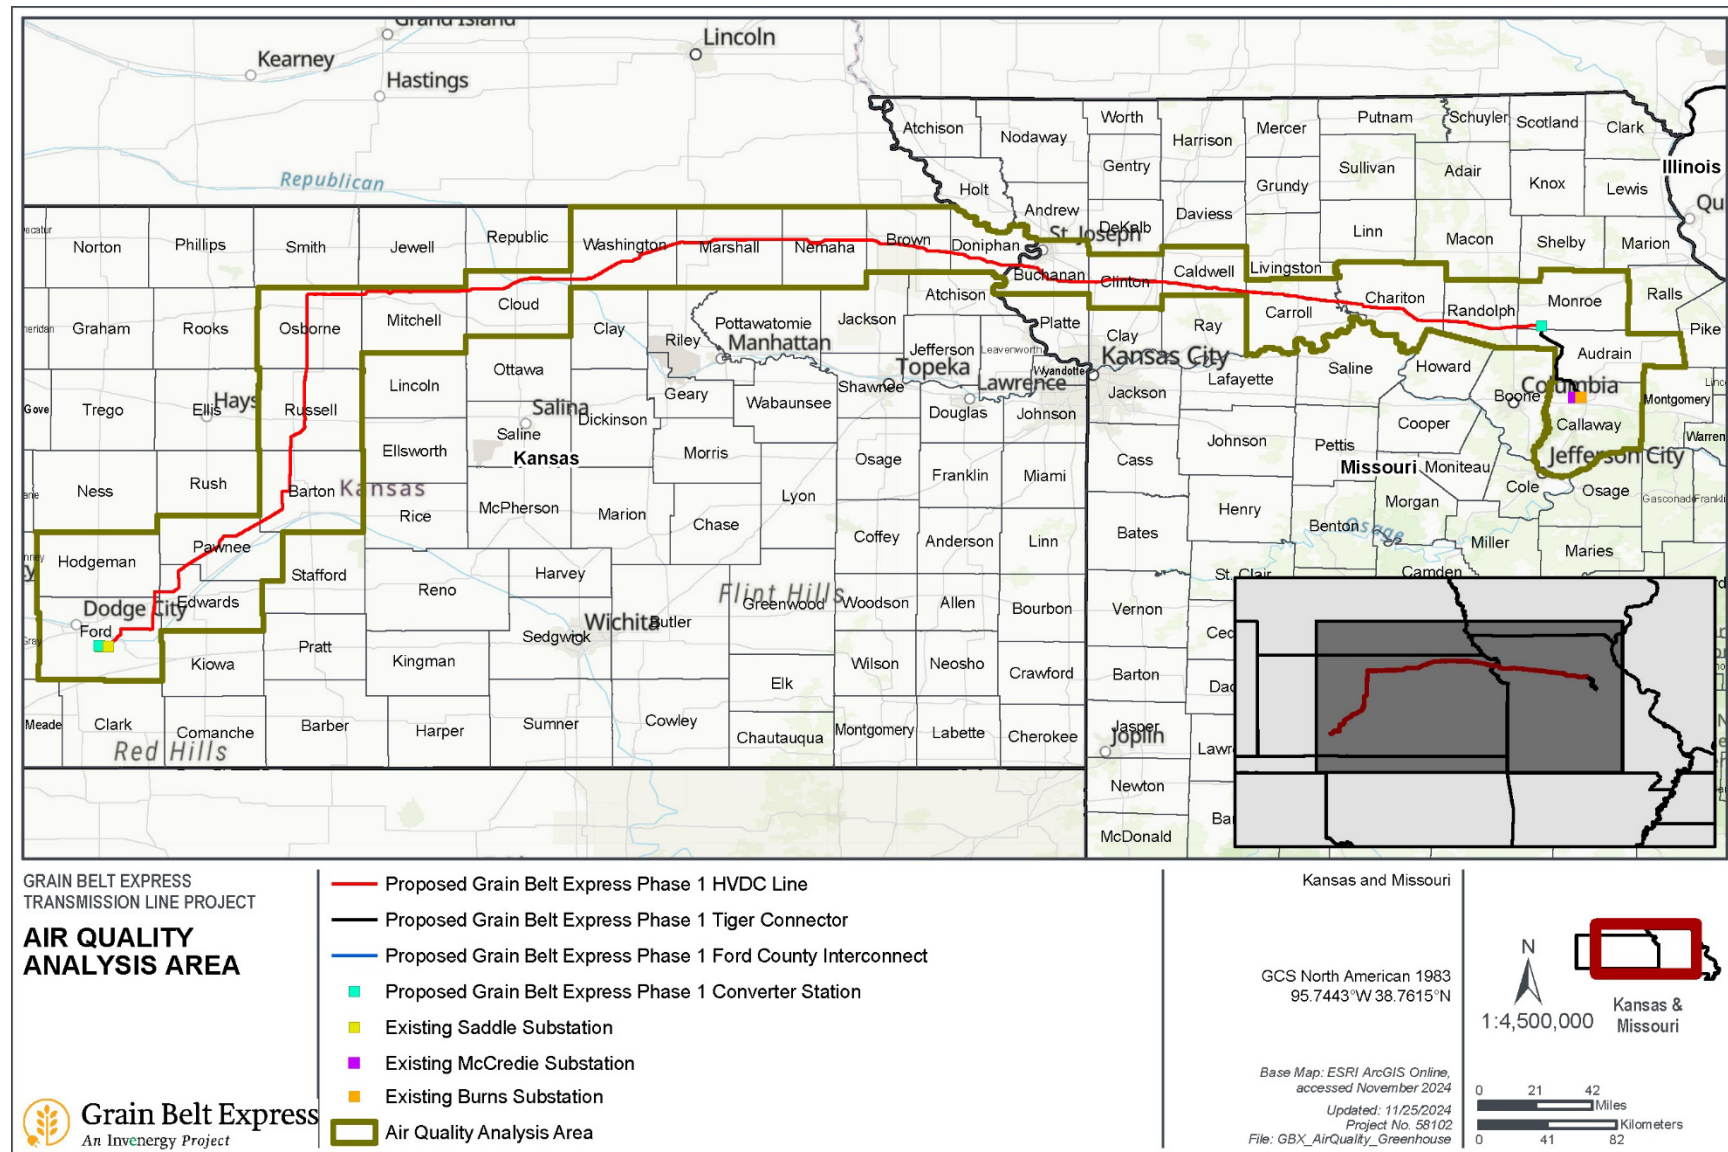 Grand Island
Lincoln
Kearney
Hastings
Republican
Atchison
Nodaway
Worth
Harrison
Mercer
Putnam
Schuyler
Scotland
Clark
Gentry
Sullivan
Adair
Illinois
Holt
Grundy
Knox
Lewis
Andrew
DeKalb
Daviess
Linn
Macon
Shelby
Marion
St. Joseph
Norton
Phillips
Smith
Jewell
Republic
Washington
Marshall
Nemaha
Brown
Doniphan
Buchanan
Clinton
Caldwell
Livingston
Graham
Rooks
Osborne
Mitchell
Cloud
Clay
Riley
Pottawatomie
Manhattan
Jackson
Atchison
Platte
Clay
Ray
Carroll
Chariton
Randolph
Monroe
Ralls
Pike
Jefferson
Leavenworth
Kansas City
Audrain
Lincoln
Ottawa
Topeka
Wyandotte
Saline
Howard
Gove
Trego
Ellis
Hays
Russell
Salina
Dickinson
Geary
Wabaunsee
Shawnee
Lawrence
Douglas
Johnson
Jackson
Lafayette
Boone
Columbia
Montgomery
Callaway
Warren
Ellsworth
Saline
Kansas
Morris
Osage
Franklin
Miami
Cass
Johnson
Pettis
Cooper
Missouri
Moniteau
Jefferson City
Ness
Rush
Barton
Kansas
Rice
McPherson
Marion
Chase
Lyon
Coffey
Anderson
Linn
Bates
Henry
Benton
Morgan
Cole
Osage
Gasconade
Franklin
Osage
Miller
Maries
Camden
Hodgeman
Pawnee
Stafford
Reno
Harvey
Flint Hills
Greenwood
Woodson
Allen
Bourbon
Vernon
St. Clair
Dodge City
Edwards
Ford
Gray
Kiowa
Pratt
Kingman
Sedgwick
Wichita
Butler
Wilson
Neosho
Crawford
Barton
Elk
Meade
Clark
Comanche
Barber
Harper
Sumner
Cowley
Chautauqua
Montgomery
Labette
Cherokee
Jasper
Joplin
Red Hills
Newton
McDonald
GRAIN BELT EXPRESS
TRANSMISSION LINE PROJECT
AIR QUALITY
ANALYSIS AREA
Grain Belt Express
An Invenergy Project
Proposed Grain Belt Express Phase 1 HVDC Line
Proposed Grain Belt Express Phase 1 Tiger Connector
Proposed Grain Belt Express Phase 1 Ford County Interconnect
Proposed Grain Belt Express Phase 1 Converter Station
Existing Saddle Substation
Existing McCredie Substation
Existing Burns Substation
Air Quality Analysis Area
Kansas and Missouri
GCS North American 1983
95.7443°W 38.7615°N
Base Map: ESRI ArcGIS Online,
accessed November 2024
Updated: 11/25/2024
Project No. 58102
File: GBX_AirQuality_Greenhouse
N
1:4,500,000
Kansas &
Missouri
0 21 42
Miles
Kilometers
0 41 82